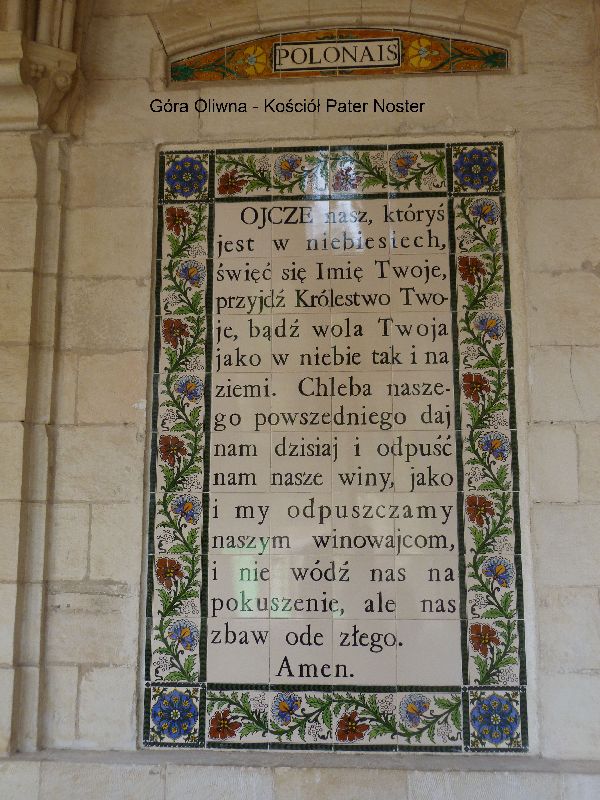 POLONAIS
Góra Oliwna - Kościół Pater Noster
OJCZE nasz, któryś
jest w niebiesiech,
święć się Imię Twoje,
przyjdź Królestwo Two-
je, bądź wola Twoja
jako w niebie tak i na
ziemi. Chleba nasze-
go powszedniego daj
nam dzisiaj i odpuść
nam nasze winy, jako
i my odpuszczamy
naszym winowajcom,
i nie wódź nas na
pokuszenie, ale nas
zbaw ode złego.
Amen.